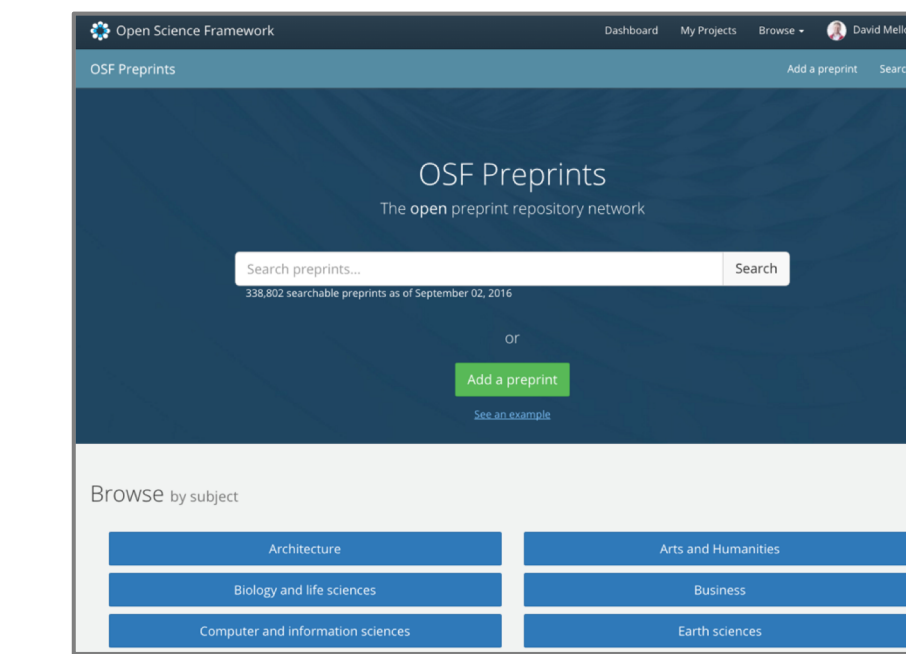 Open Science Framework Dashboard My Projects Browse David
OSF Preprints Add a preprint
OSF Preprints
The open preprint repository network
Search preprints... Search
338,802 searchable preprints as of September 02, 2016
or
Add a preprint
See an example
Browse by subject
Architecture Arts and Humanities
Biology and life sciences Business
Computer and information sciences Earth sciences